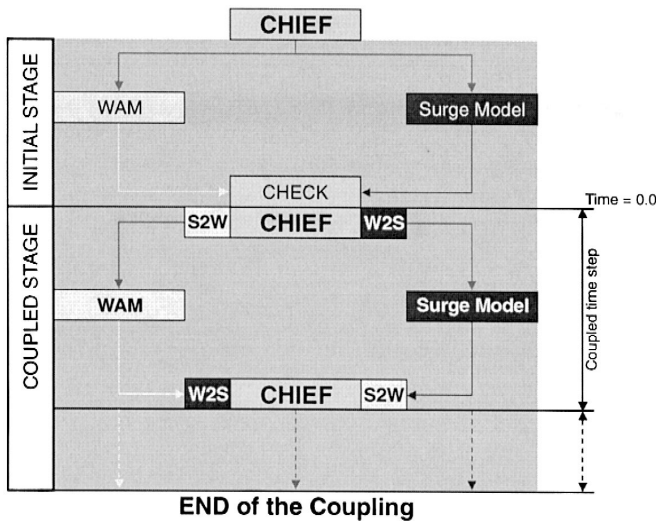 CHIEF
INITIAL STAGE
WAM
Surge Model
CHECK
Time = 0.0
COUPLED STAGE
S2W
CHIEF
W2S
WAM
Surge Model
Coupled time step
W2S
CHIEF
S2W
END of the Coupling